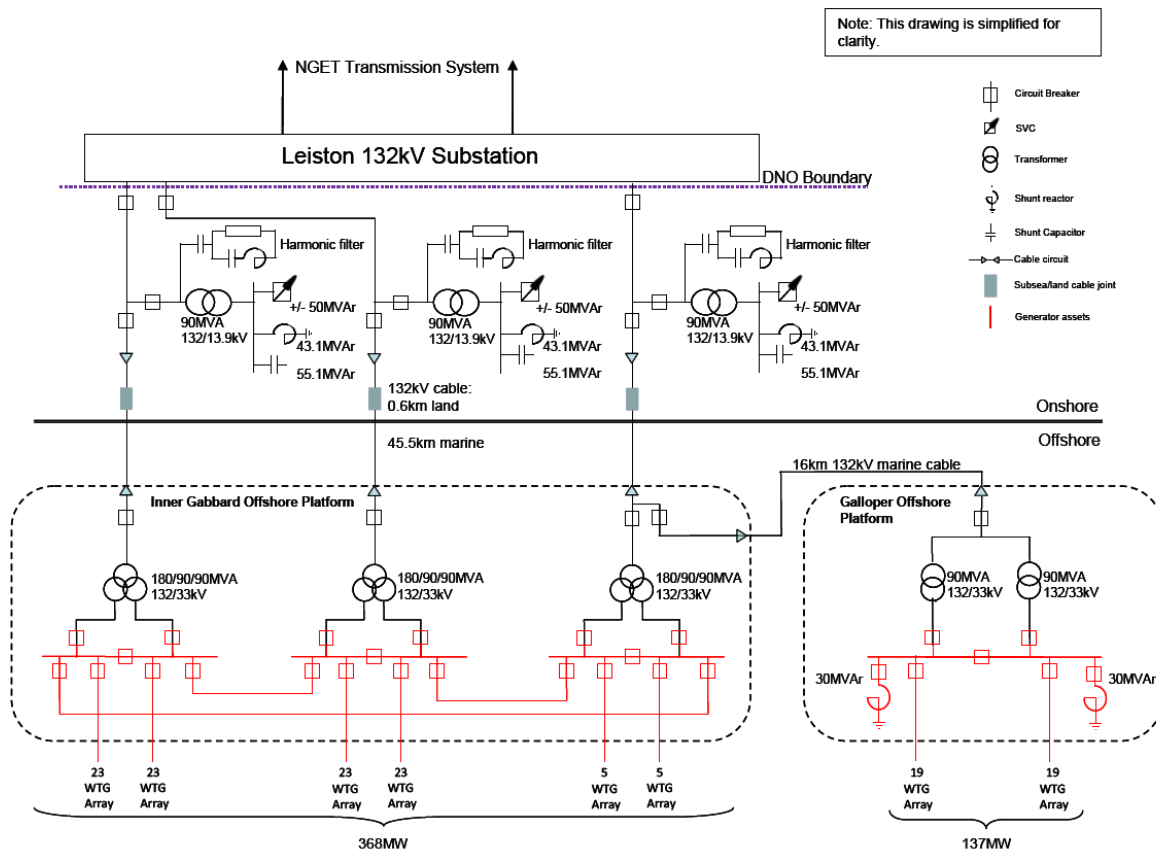 Note: This drawing is simplified for
clarity.
NGET Transmission System
Circuit Breaker
SVC
Transformer
Shunt reactor
Shunt Capacitor
Cable circuit
Subsea/land cable joint
Generator assets
Leiston 132kV Substation
DNO Boundary
Harmonic filter
90MVA
132/13.9kV
+/- 50MVAr
43.1MVAr
55.1MVAr
Harmonic filter
90MVA
132/13.9kV
+/- 50MVAr
43.1MVAr
55.1MVAr
Harmonic filter
90MVA
132/13.9kV
+/- 50MVAr
43.1MVAr
55.1MVAr
132kV cable:
0.6km land
Onshore
45.5km marine
Offshore
16km 132kV marine cable
Inner Gabbard Offshore Platform
180/90/90MVA
132/33kV
180/90/90MVA
132/33kV
180/90/90MVA
132/33kV
Galloper Offshore
Platform
90MVA
132/33kV
90MVA
132/33kV
30MVAr
30MVAr
23
WTG
Array
23
WTG
Array
23
WTG
Array
23
WTG
Array
5
WTG
Array
5
WTG
Array
19
WTG
Array
19
WTG
Array
368MW
137MW